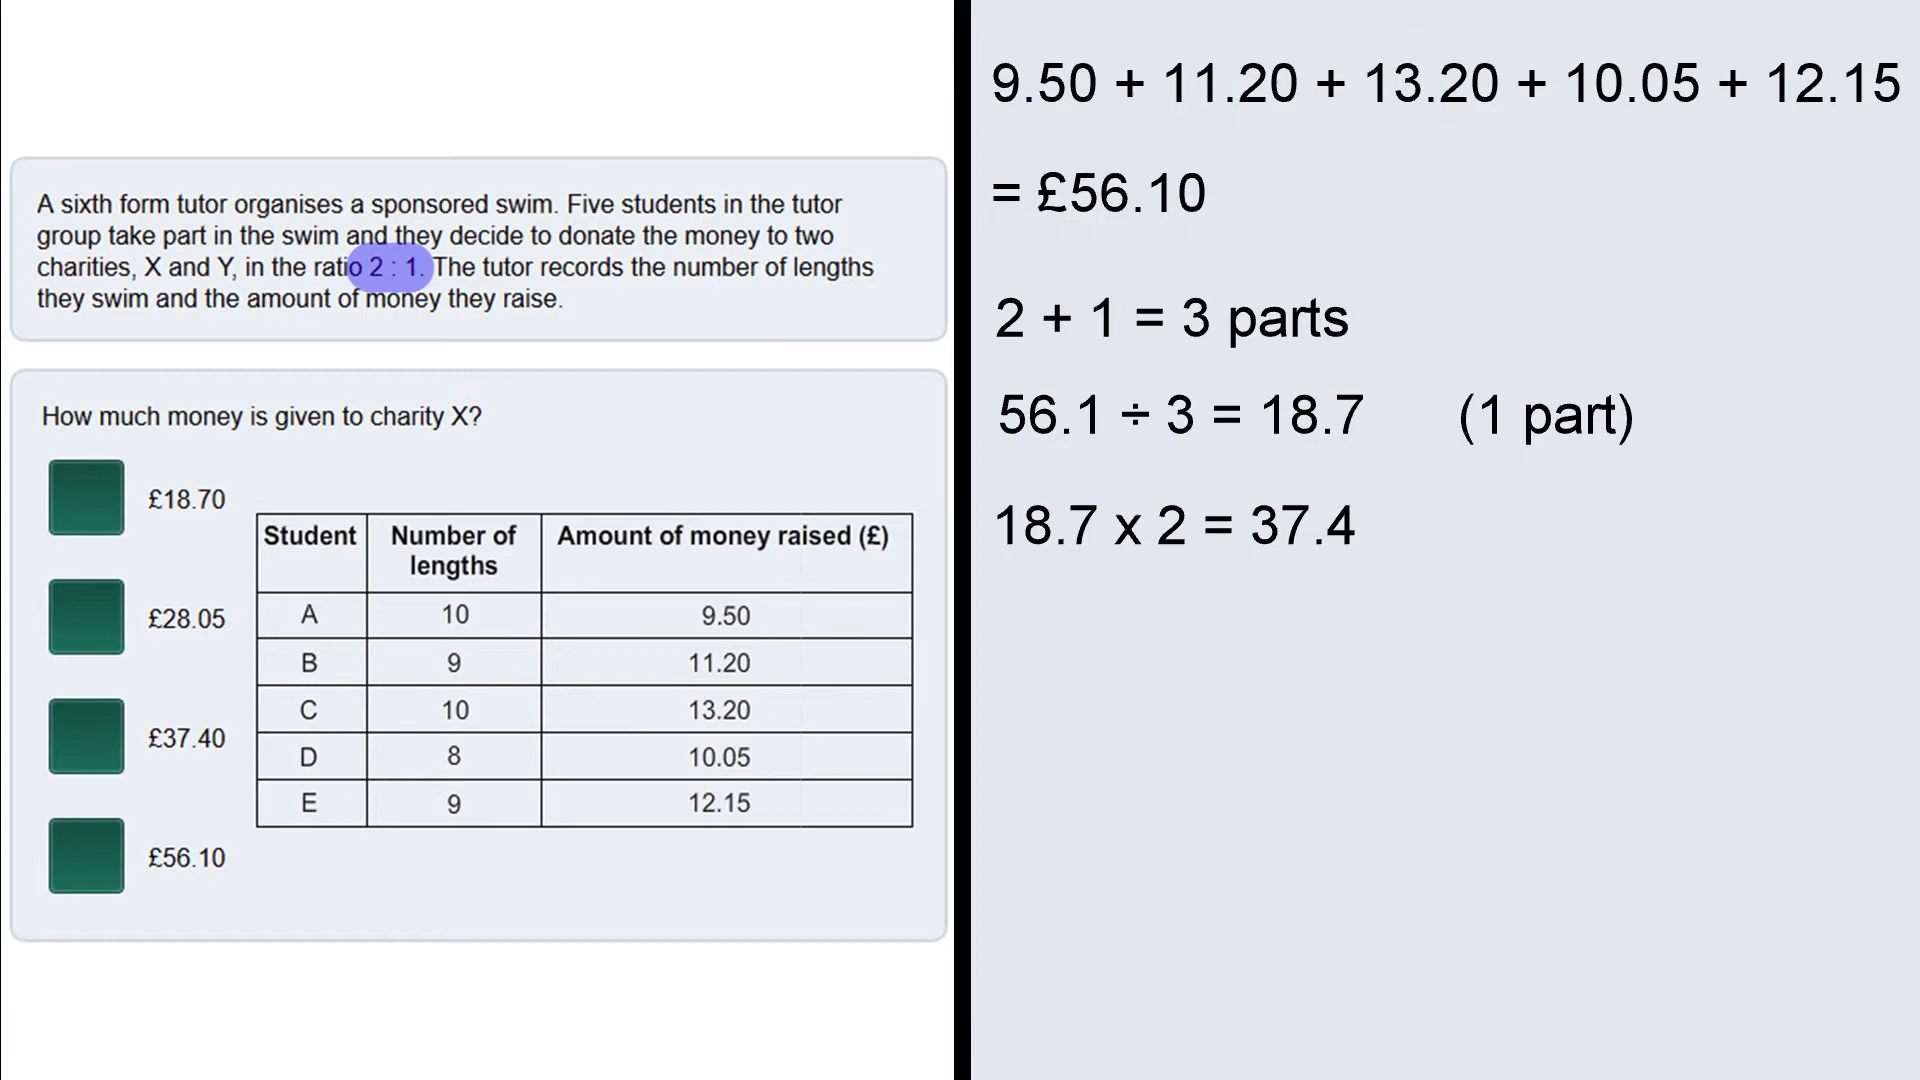 A sixth form tutor organises a sponsored swim. Five students in the tutor
group take part in the swim and they decide to donate the money to two
charities, X and Y, in the ratio 2 : 1. The tutor records the number of lengths
they swim and the amount of money they raise.
How much money is given to charity X?
£18.70
£28.05
£37.40
£56.10
Student Number of lengths Amount of money raised (£)
A 10 9.50
B 9 11.20
C 10 13.20
D 8 10.05
E 9 12.15
9.50 + 11.20 + 13.20 + 10.05 + 12.15
= £56.10
2 + 1 = 3 parts
56.1 ÷ 3 = 18.7 (1 part)
18.7 x 2 = 37.4